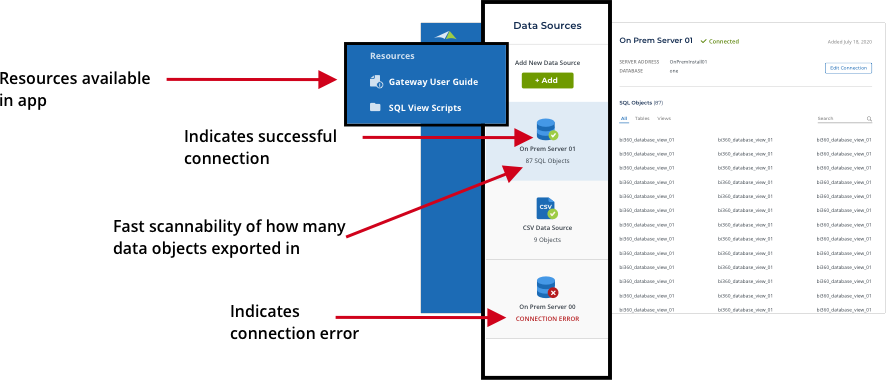 Resources available
in app
Indicates successful
connection
Fast scannability of how many
data objects exported in
Indicates
connection error
Resources
Gateway User Guide
SQL View Scripts
Data Sources
Add New Data Source
+ Add
On Prem Server 01
87 SQL Objects
CSV
CSV Data Source
9 Objects
On Prem Server 00
CONNECTION ERROR
On Prem Server 01 Connected Added July 19, 2020
SERVER ADDRESS OnPremInstall01
DATABASE one
Edit Connection
SQL Objects (87)
All Tables Views Search
bi360_database_view_01 bi360_database_view_01 bi360_database_view_01
bi360_database_view_01 bi360_database_view_01 bi360_database_view_01
bi360_database_view_01 bi360_database_view_01 bi360_database_view_01
bi360_database_view_01 bi360_database_view_01 bi360_database_view_01
bi360_database_view_01 bi360_database_view_01 bi360_database_view_01
bi360_database_view_01 bi360_database_view_01 bi360_database_view_01
bi360_database_view_01 bi360_database_view_01 bi360_database_view_01
bi360_database_view_01 bi360_database_view_01 bi360_database_view_01
bi360_database_view_01 bi360_database_view_01 bi360_database_view_01
bi360_database_view_01 bi360_database_view_01 bi360_database_view_01
bi360_database_view_01 bi360_database_view_01 bi360_database_view_01
bi360_database_view_01 bi360_database_view_01 bi360_database_view_01
bi360_database_view_01 bi360_database_view_01 bi360_database_view_01